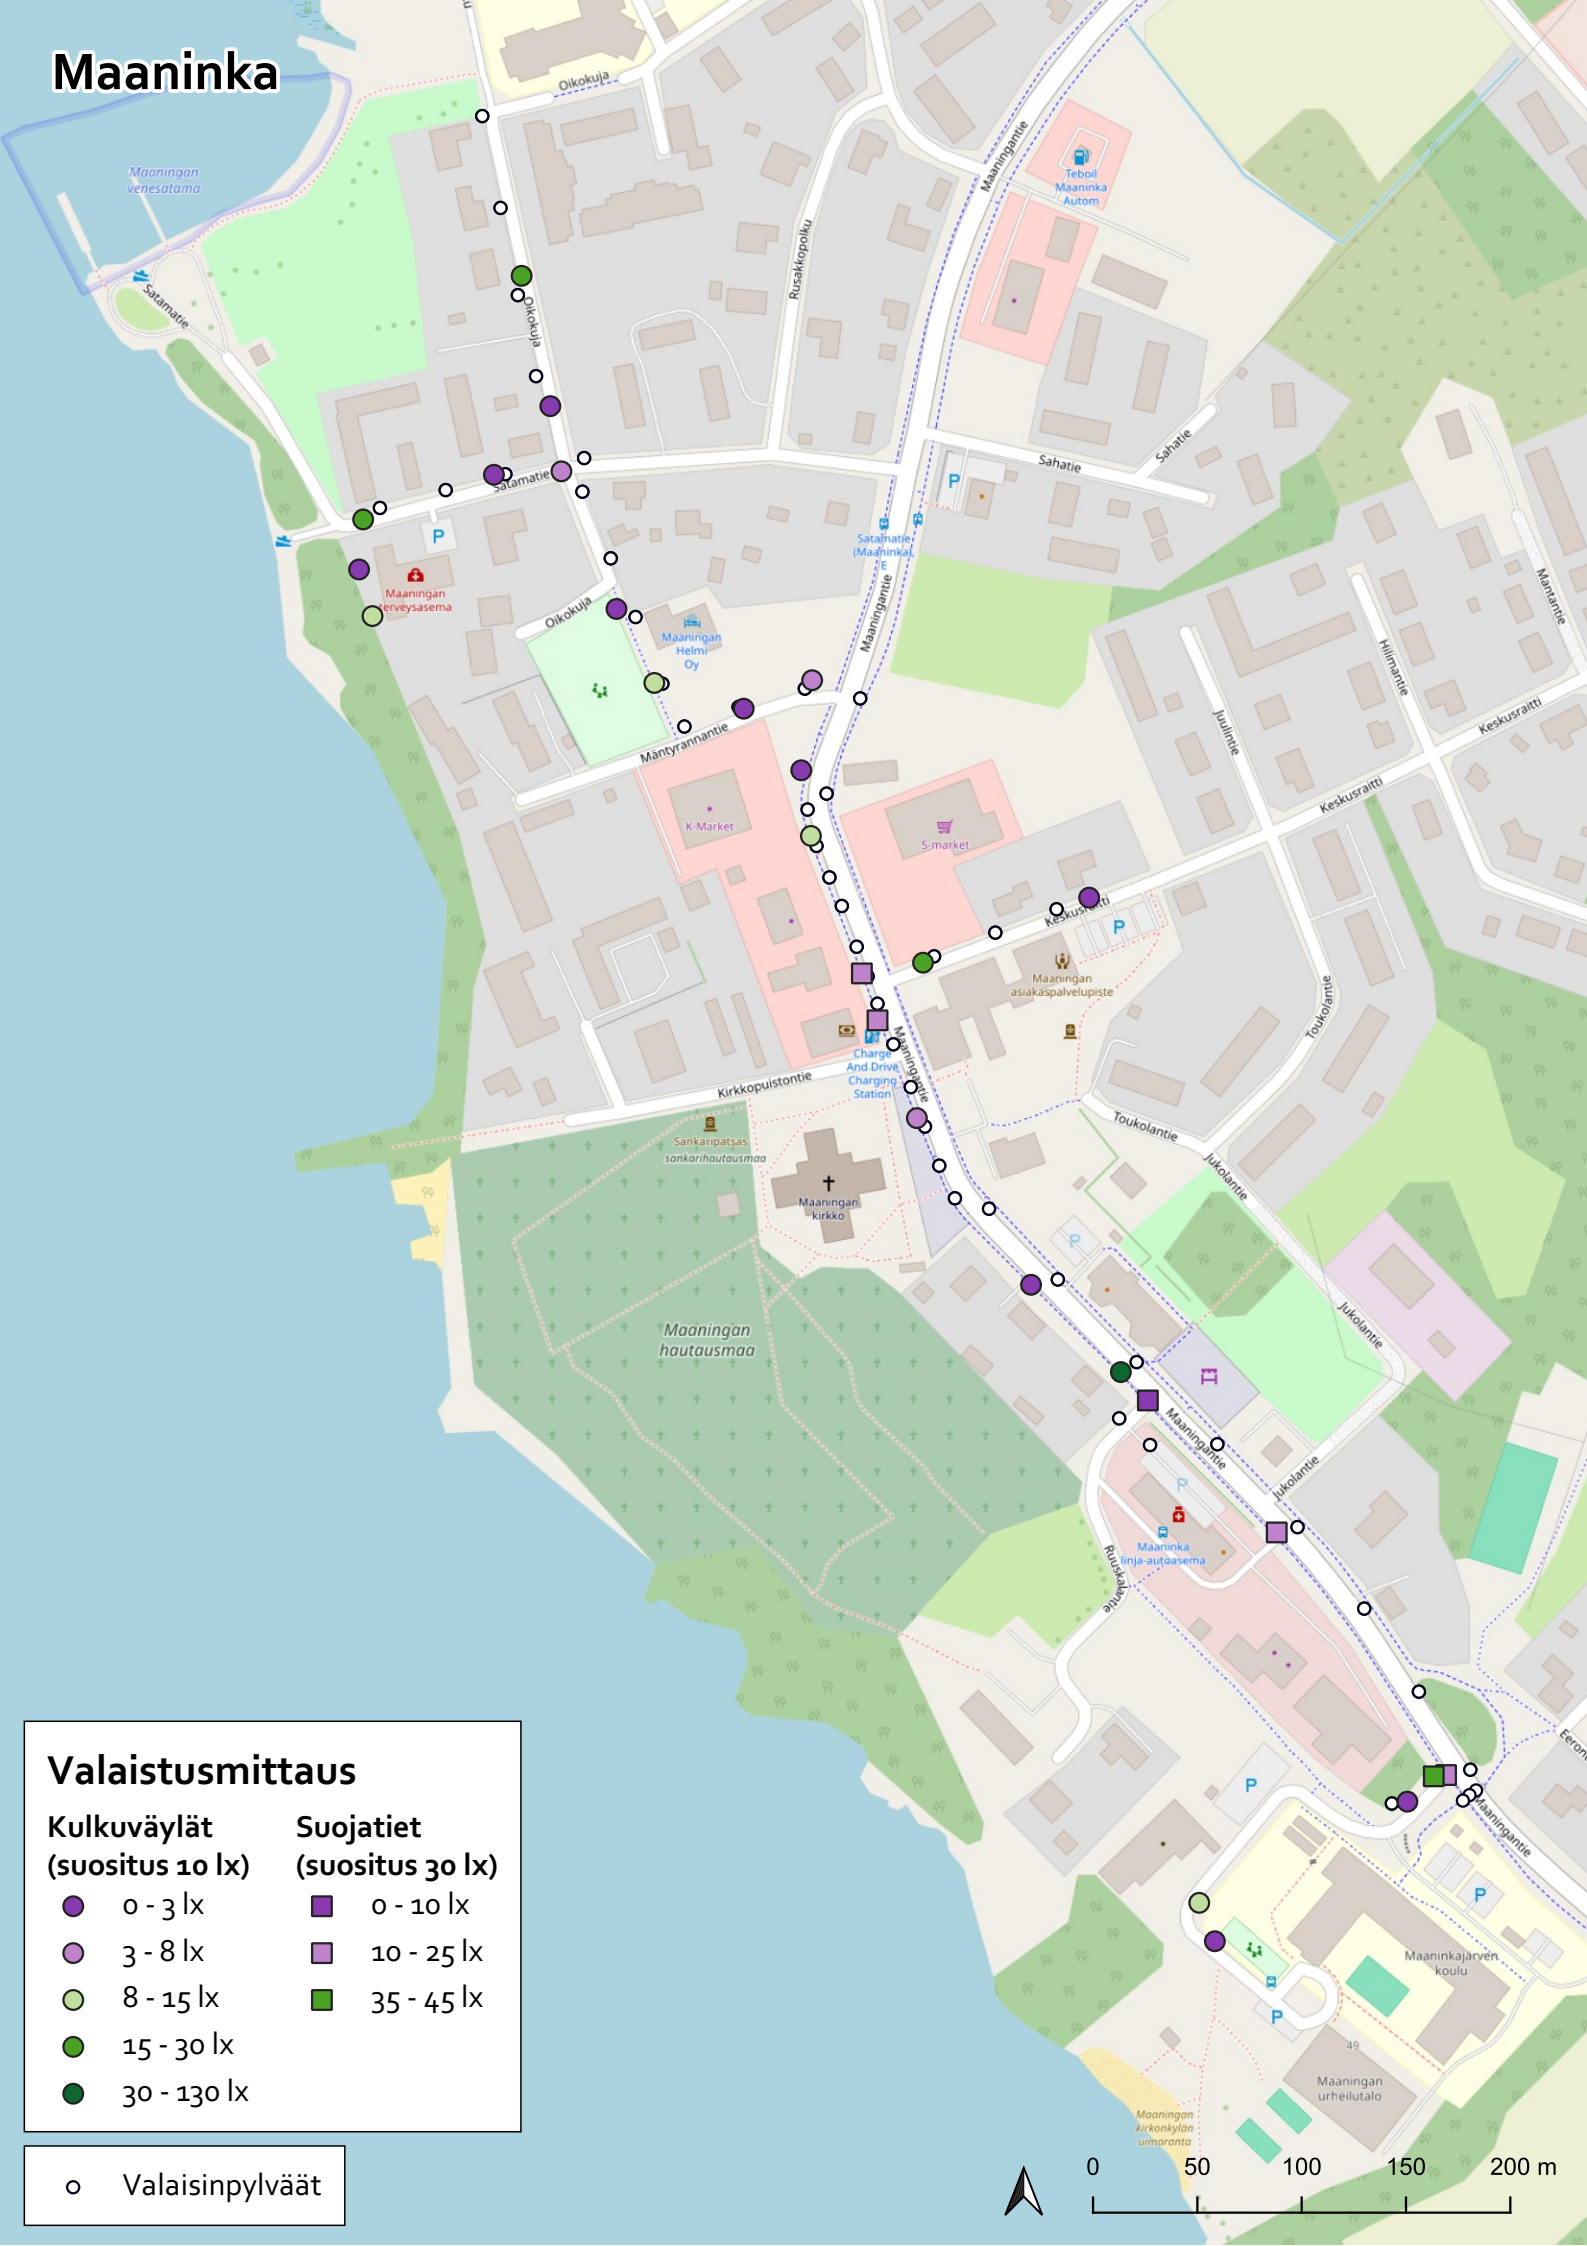 Maaninka
Oikokuja
Maaningan
venesatama
Maaningantie
Teboil
Maaninka
Autom
Rusakkopolku
Satamatie
Oikokuja
Sahatie
Sahatie
Satamatie
P
P
Satamatie
(Maaninka),
E
Maaningan
terveysasema
Oikokuja
Maaningantie
Mantantie
Hilimantie
Maaningan
Helmi
Oy
Juulintie
Keskusraitti
Mäntyrannantie
Keskusraitti
K-Market
S-market
Keskusraitti
P
Maaningan
asiakaspalvelupiste
Toukolantie
Maaningantie
Charge
And Drive
Charging
Station
Kirkkopuistontie
Toukolantie
Sankaripatsas
sankarihautausmaa
Jukolantie
Maaningan
kirkko
P
Maaningan
hautausmaa
Jukolantie
Maaningantie
P
Jukolantie
Maaninka
linja-autoasema
Ruuskalantie
P
Maaningantie
P
Maaninkajärven
koulu
P
49
Maaningan
urheilutalo
Maaningan
kirkonkylän
uimaranta
Valaistusmittaus
Kulkuväylät
(suositus 10 lx)
0 - 3 lx
3 - 8 lx
8 - 15 lx
15 - 30 lx
30 - 130 lx
Suojatiet
(suositus 30 lx)
0 - 10 lx
10 - 25 lx
35 - 45 lx
Valaisinpylväät
0 50 100 150 200 m